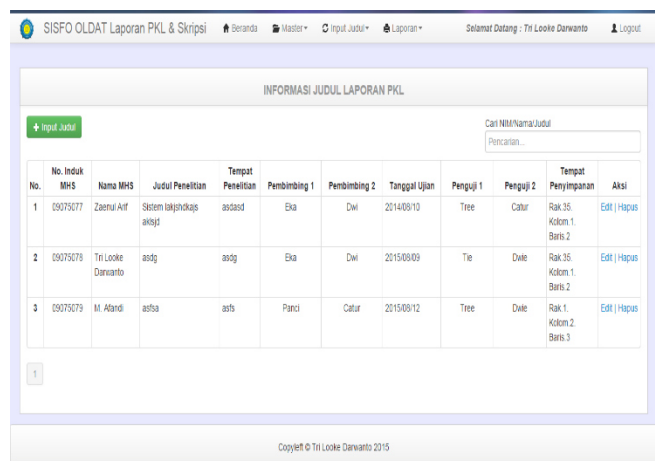 SISFO OLDAT Laporan PKL & Skripsi Beranda Master Input Judul Laporan Selamat Datang : Tri Looke Darwanto Logout
INFORMASI JUDUL LAPORAN PKL
+ Input Judul
Cari NIM/Nama/Judul
Pencarian...
No. No. Induk MHS Nama MHS Judul Penelitian Tempat Penelitian Pembimbing 1 Pembimbing 2 Tanggal Ujian Penguji 1 Penguji 2 Tempat Penyimpanan Aksi
1 09075077 Zaenul Arif Sistem lakjshdkajs aklsjd asdasd Eka Dwi 2014/08/10 Tree Catur Rak.35. Kolom.1. Baris.2 Edit | Hapus
2 09075078 Tri Looke Darwanto asdg asdg Eka Dwi 2015/08/09 Tie Dwie Rak.35. Kolom.1. Baris.2 Edit | Hapus
3 09075079 M. Afandi asfsa asfs Panci Catur 2015/08/12 Tree Dwie Rak.1. Kolom.2. Baris.3 Edit | Hapus
1
Copyleft © Tri Looke Darwanto 2015